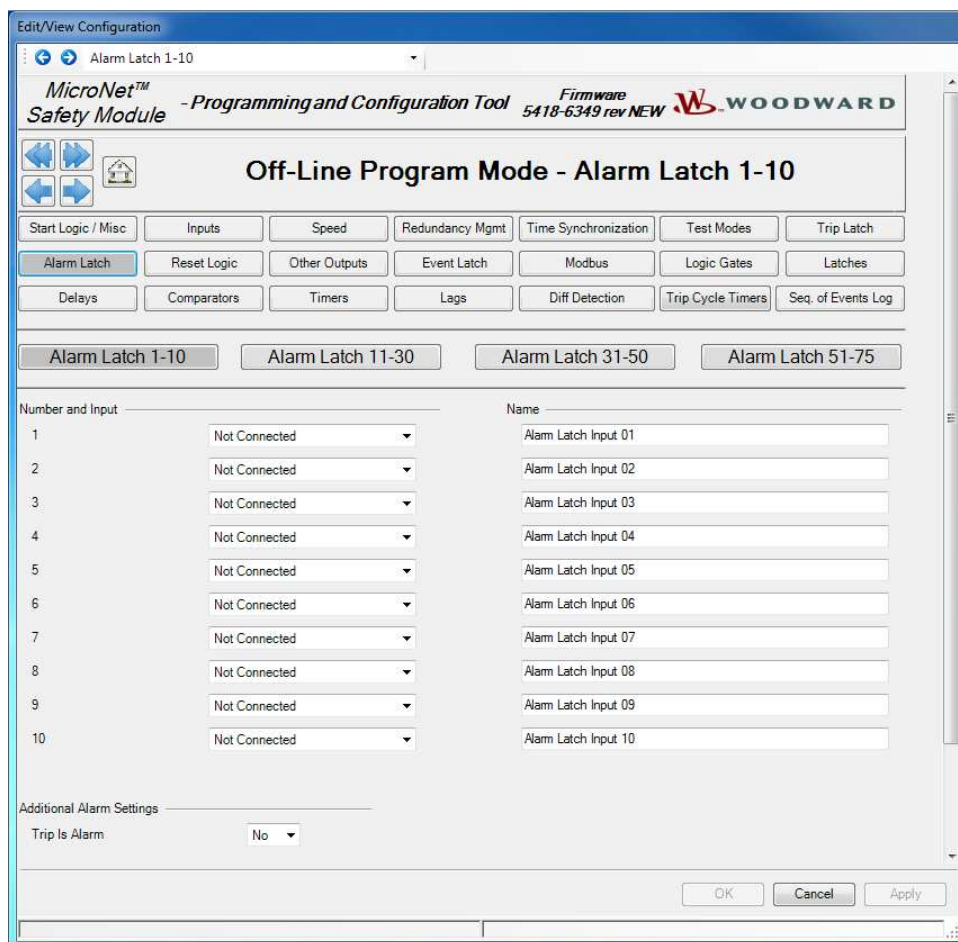 Edit/View Configuration
Alarm Latch 1-10
MicroNet™ Safety Module
- Programming and Configuration Tool
Firmware 5418-6349 rev NEW
WOODWARD
Off-Line Program Mode - Alarm Latch 1-10
Start Logic / Misc Inputs Speed Redundancy Mgmt Time Synchronization Test Modes Trip Latch
Alarm Latch Reset Logic Other Outputs Event Latch Modbus Logic Gates Latches
Delays Comparators Timers Lags Diff Detection Trip Cycle Timers Seq. of Events Log
Alarm Latch 1-10 Alarm Latch 11-30 Alarm Latch 31-50 Alarm Latch 51-75
Number and Input Name
1 Not Connected Alarm Latch Input 01
2 Not Connected Alarm Latch Input 02
3 Not Connected Alarm Latch Input 03
4 Not Connected Alarm Latch Input 04
5 Not Connected Alarm Latch Input 05
6 Not Connected Alarm Latch Input 06
7 Not Connected Alarm Latch Input 07
8 Not Connected Alarm Latch Input 08
9 Not Connected Alarm Latch Input 09
10 Not Connected Alarm Latch Input 10
Additional Alarm Settings
Trip Is Alarm No
OK Cancel Apply